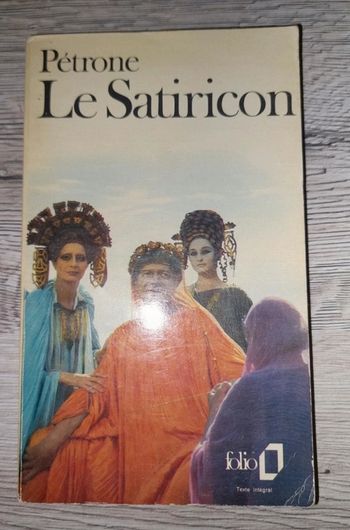 Pétrone
Le Satiricon
folio
Texte intégral